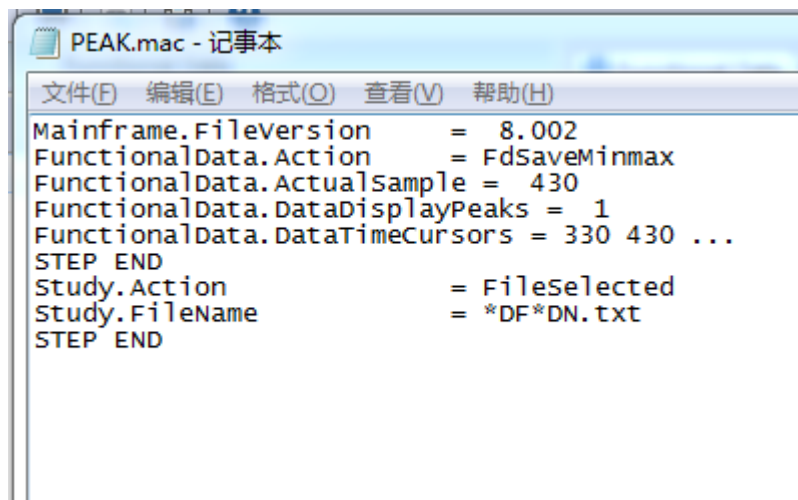 PEAK.mac - 记事本
文件(F) 编辑(E) 格式(O) 查看(V) 帮助(H)
Mainframe.FileVersion = 8.002
FunctionalData.Action = FdSaveMinmax
FunctionalData.ActualSample = 430
FunctionalData.DataDisplayPeaks = 1
FunctionalData.DataTimeCursors = 330 430 ...
STEP END
Study.Action = FileSelected
Study.FileName = *DF*DN.txt
STEP END